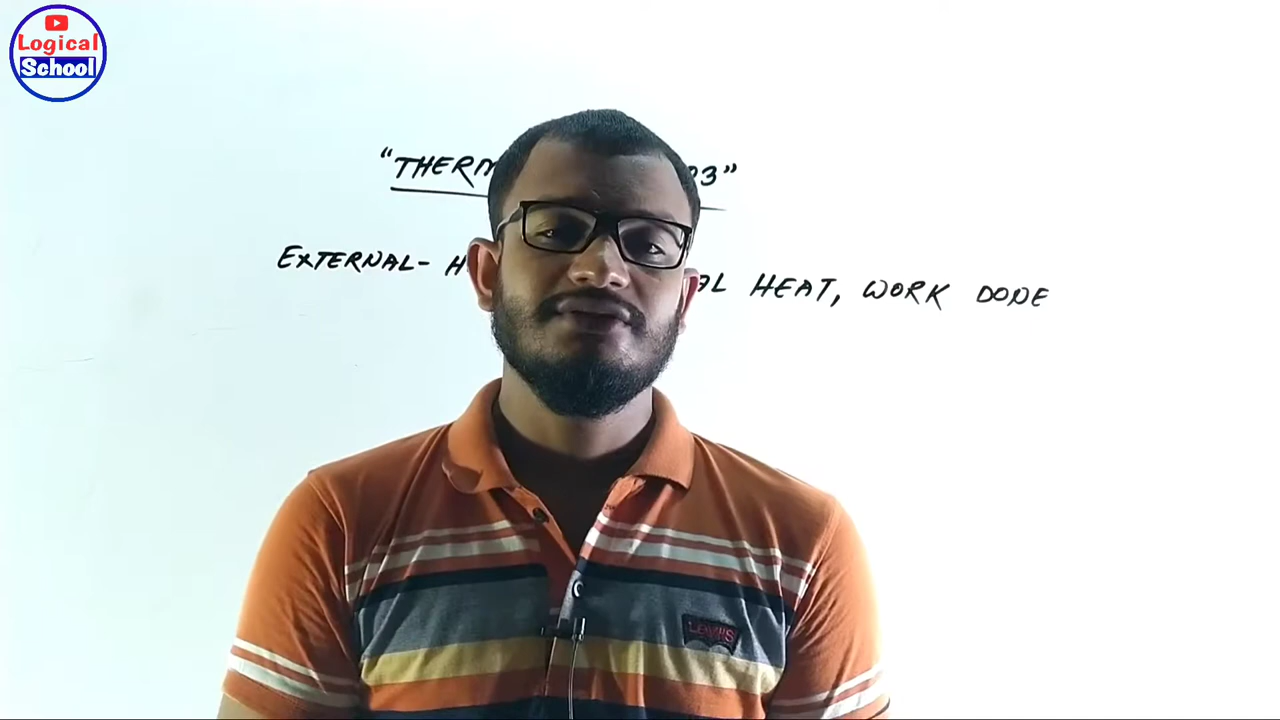 Logical
School
"THERM 03"
EXTERNAL- H AL HEAT, WORK DONE
LEVI'S